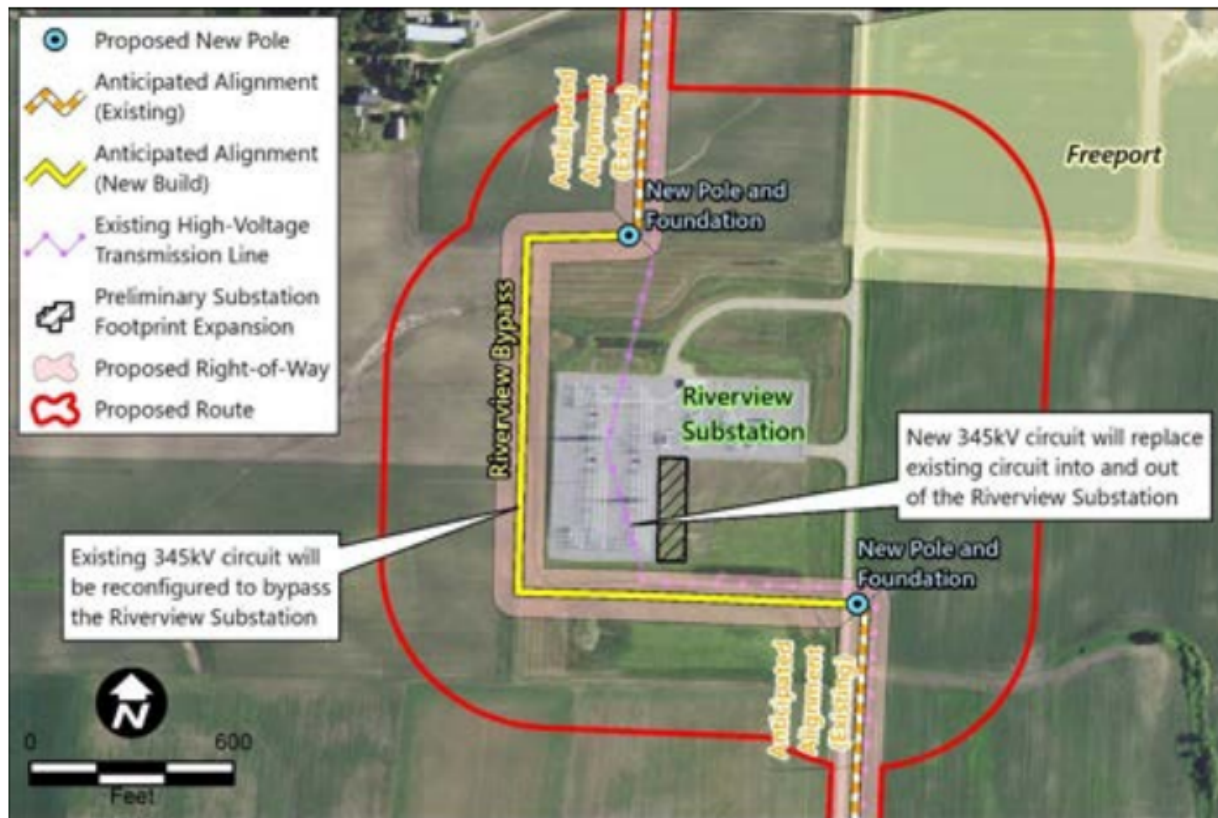 Proposed New Pole
Anticipated Alignment
(Existing)
Anticipated Alignment
(New Build)
Existing High-Voltage
Transmission Line
Preliminary Substation
Footprint Expansion
Proposed Right-of-Way
Proposed Route
Anticipated
Alignment
(Existing)
Freeport
New Pole and
Foundation
Riverview Bypass
Riverview
Substation
New 345kV circuit will replace
existing circuit into and out
of the Riverview Substation
Existing 345kV circuit will
be reconfigured to bypass
the Riverview Substation
New Pole and
Foundation
Anticipated
Alignment
(Existing)
N
0 600
Feet